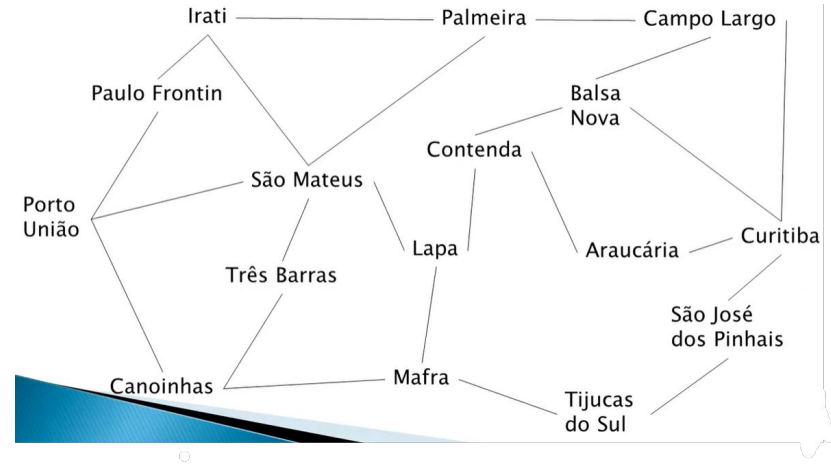 Irati
Palmeira
Campo Largo
Paulo Frontin
Balsa
Nova
Contenda
São Mateus
Porto
União
Lapa
Araucária
Curitiba
Três Barras
São José
dos Pinhais
Canoinhas
Mafra
Tijucas
do Sul